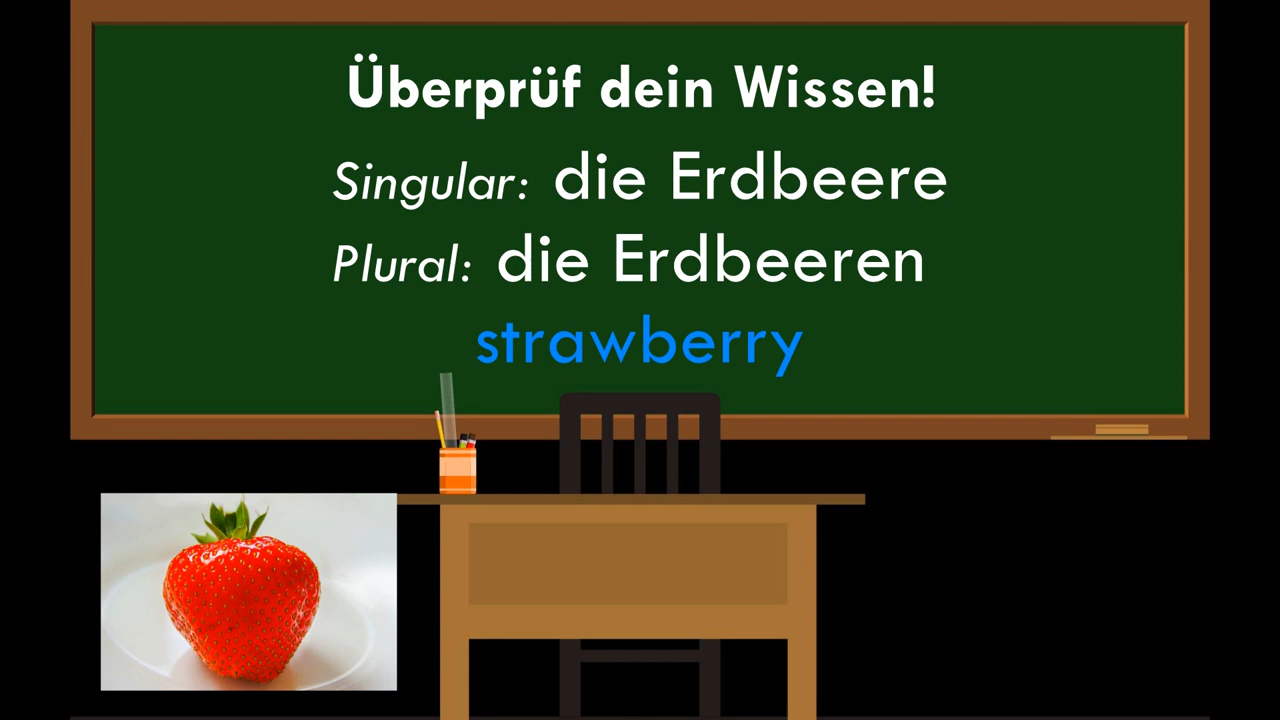 Überprüf dein Wissen!
Singular: die Erdbeere
Plural: die Erdbeeren
strawberry